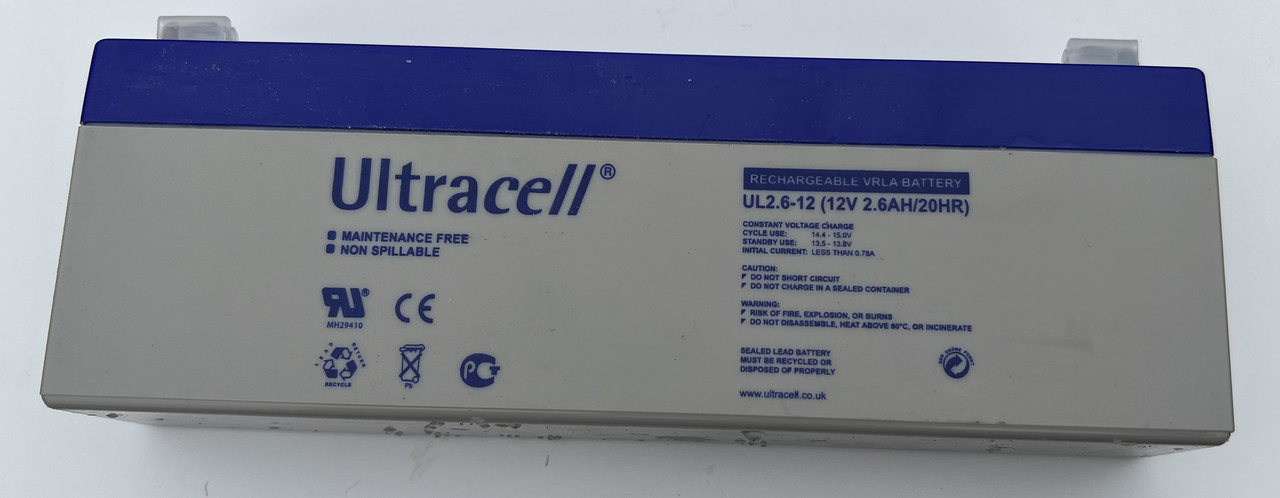 Ultracell®
MAINTENANCE FREE
NON SPILLABLE
MH29410
RETURN
RECYCLE
Pb
RECHARGEABLE VRLA BATTERY
UL2.6-12 (12V 2.6AH/20HR)
CONSTANT VOLTAGE CHARGE
CYCLE USE: 14.4 - 15.0V
STANDBY USE: 13.5 - 13.8V
INITIAL CURRENT: LESS THAN 0.78A
CAUTION:
DO NOT SHORT CIRCUIT
DO NOT CHARGE IN A SEALED CONTAINER
WARNING:
RISK OF FIRE, EXPLOSION, OR BURNS
DO NOT DISASSEMBLE, HEAT ABOVE 60°C, OR INCINERATE
SEALED LEAD BATTERY
MUST BE RECYCLED OR
DISPOSED OF PROPERLY
www.ultracell.co.uk